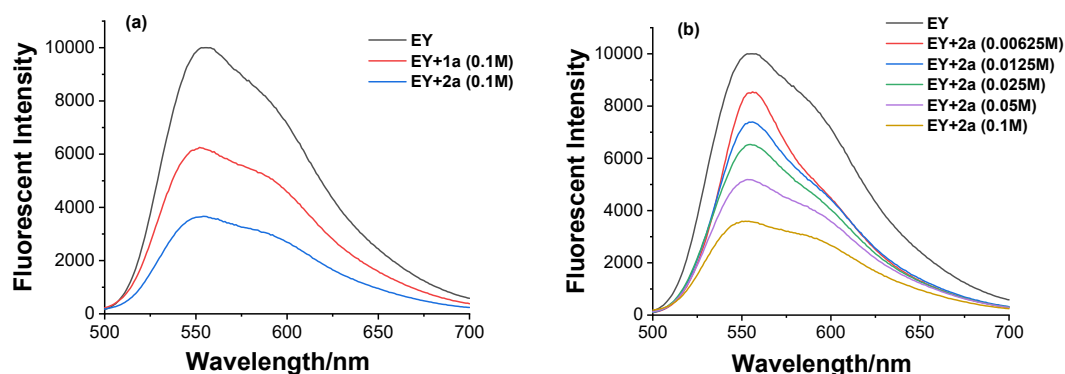 (a)
EY
EY+1a (0.1M)
EY+2a (0.1M)
10000
8000
6000
4000
2000
0
500
550
600
650
700
Fluorescent Intensity
Wavelength/nm
(b)
EY
EY+2a (0.00625M)
EY+2a (0.0125M)
EY+2a (0.025M)
EY+2a (0.05M)
EY+2a (0.1M)
10000
8000
6000
4000
2000
0
500
550
600
650
700
Fluorescent Intensity
Wavelength/nm